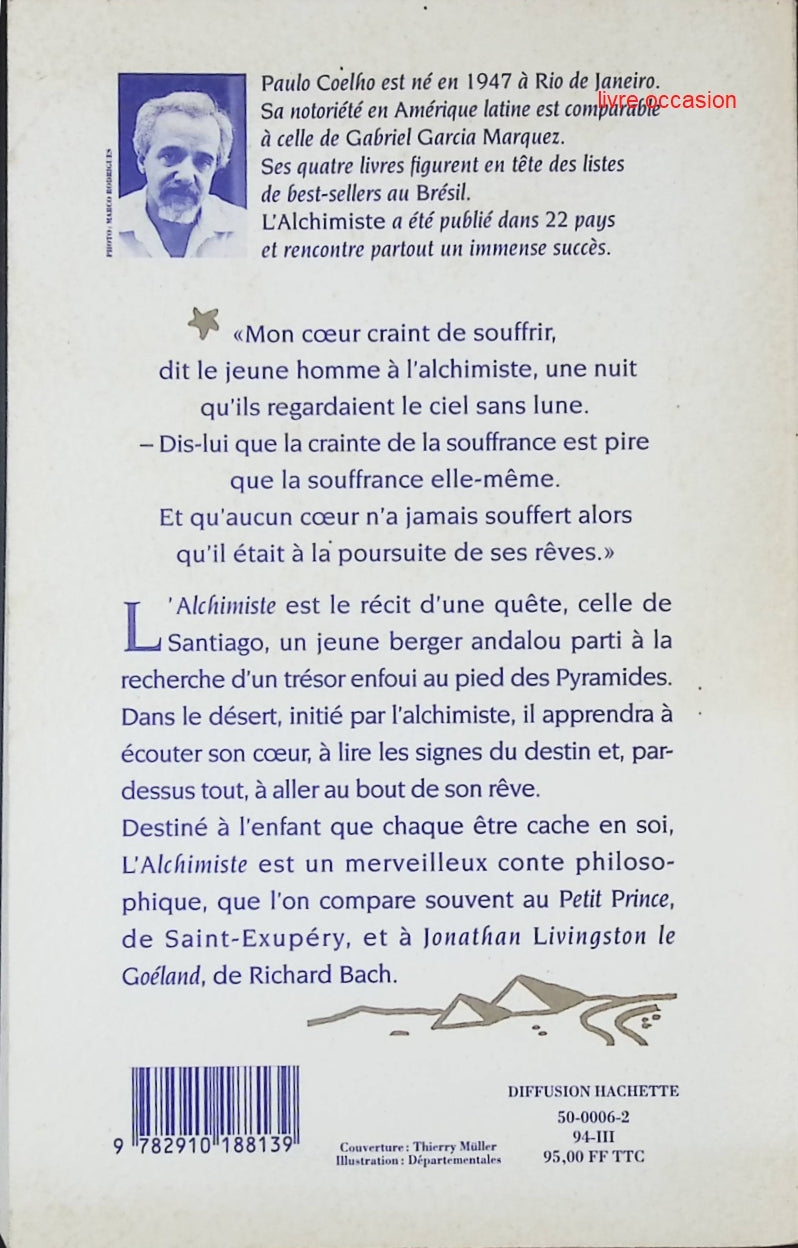 Paulo Coelho est né en 1947 à Rio de Janeiro.
livre occasion
Sa notoriété en Amérique latine est comparable
à celle de Gabriel Garcia Marquez.
Ses quatre livres figurent en tête des listes
de best-sellers au Brésil.
L'Alchimiste a été publié dans 22 pays
et rencontre partout un immense succès.
PHOTO : MARCO RODRIGUES
«Mon cœur craint de souffrir,
dit le jeune homme à l'alchimiste, une nuit
qu'ils regardaient le ciel sans lune.
– Dis-lui que la crainte de la souffrance est pire
que la souffrance elle-même.
Et qu'aucun cœur n'a jamais souffert alors
qu'il était à la poursuite de ses rêves.»
L'Alchimiste est le récit d'une quête, celle de
Santiago, un jeune berger andalou parti à la
recherche d'un trésor enfoui au pied des Pyramides.
Dans le désert, initié par l'alchimiste, il apprendra à
écouter son cœur, à lire les signes du destin et, par-
dessus tout, à aller au bout de son rêve.
Destiné à l'enfant que chaque être cache en soi,
L'Alchimiste est un merveilleux conte philoso-
phique, que l'on compare souvent au Petit Prince,
de Saint-Exupéry, et à Jonathan Livingston le
Goéland, de Richard Bach.
9 782910 188139
Couverture : Thierry Müller
Illustration : Départementales
DIFFUSION HACHETTE
50-0006-2
94-III
95,00 FF TTC